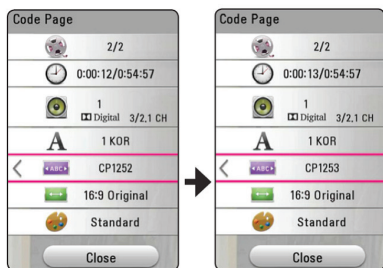 Code Page
2/2
0:00:12/0:54:57
1
Digital 3/2.1 CH
A 1 KOR
ABC CP1252
16:9 Original
Standard
Close
Code Page
2/2
0:00:13/0:54:57
1
Digital 3/2.1 CH
A 1 KOR
ABC CP1253
16:9 Original
Standard
Close